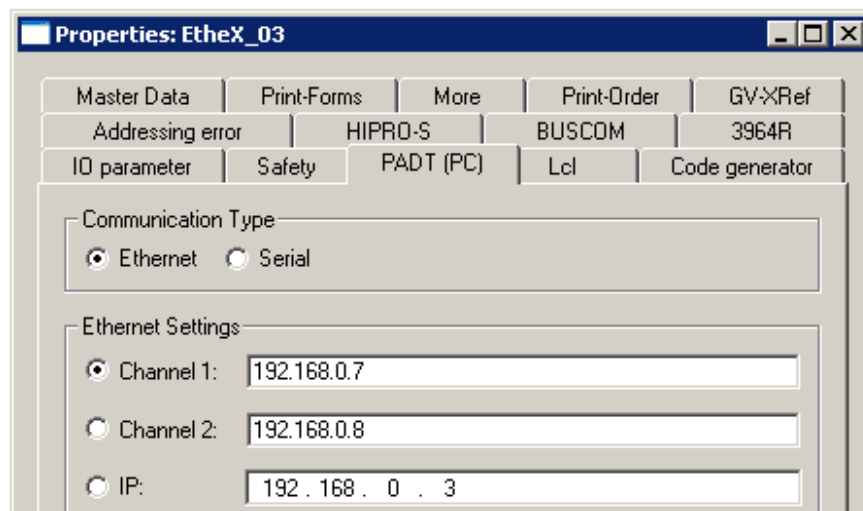 Properties: EtheX_03
Master Data Print-Forms More Print-Order GV-XRef
Addressing error HIPRO-S BUSCOM 3964R
IO parameter Safety PADT (PC) Lcl Code generator
Communication Type
Ethernet Serial
Ethernet Settings
Channel 1: 192.168.0.7
Channel 2: 192.168.0.8
IP: 192 . 168 . 0 . 3